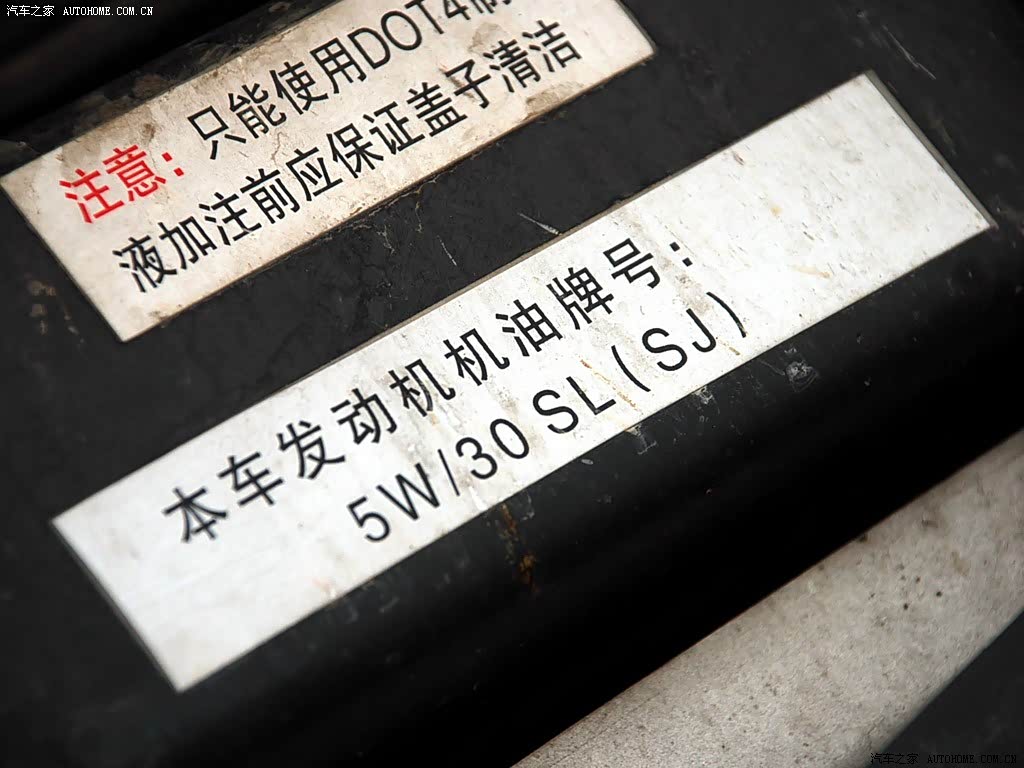 汽车之家 AUTOHOME.COM.CN
注意：只能使用DOT4制
液加注前应保证盖子清洁
本车发动机机油牌号：
5W/30 SL(SJ)
汽车之家 AUTOHOME.COM.CN